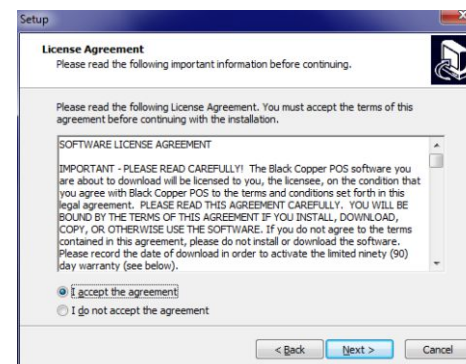 Setup
License Agreement
Please read the following important information before continuing.
Please read the following License Agreement. You must accept the terms of this
agreement before continuing with the installation.
SOFTWARE LICENSE AGREEMENT
IMPORTANT - PLEASE READ CAREFULLY! The Black Copper POS software you
are about to download will be licensed to you, the licensee, on the condition that
you agree with Black Copper POS to the terms and conditions set forth in this
legal agreement. PLEASE READ THIS AGREEMENT CAREFULLY. YOU WILL BE
BOUND BY THE TERMS OF THIS AGREEMENT IF YOU INSTALL, DOWNLOAD,
COPY, OR OTHERWISE USE THE SOFTWARE. If you do not agree to the terms
contained in this agreement, please do not install or download the software.
Please record the date of download in order to activate the limited ninety (90)
day warranty (see below).
I accept the agreement
I do not accept the agreement
< Back Next > Cancel